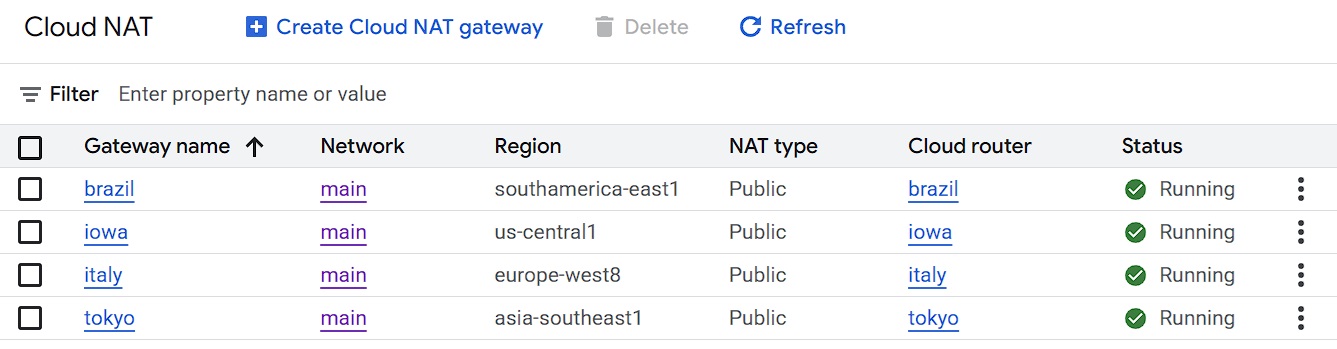 Cloud NAT Create Cloud NAT gateway Delete Refresh
Filter Enter property name or value
Gateway name Network Region NAT type Cloud router Status
brazil main southamerica-east1 Public brazil Running
iowa main us-central1 Public iowa Running
italy main europe-west8 Public italy Running
tokyo main asia-southeast1 Public tokyo Running